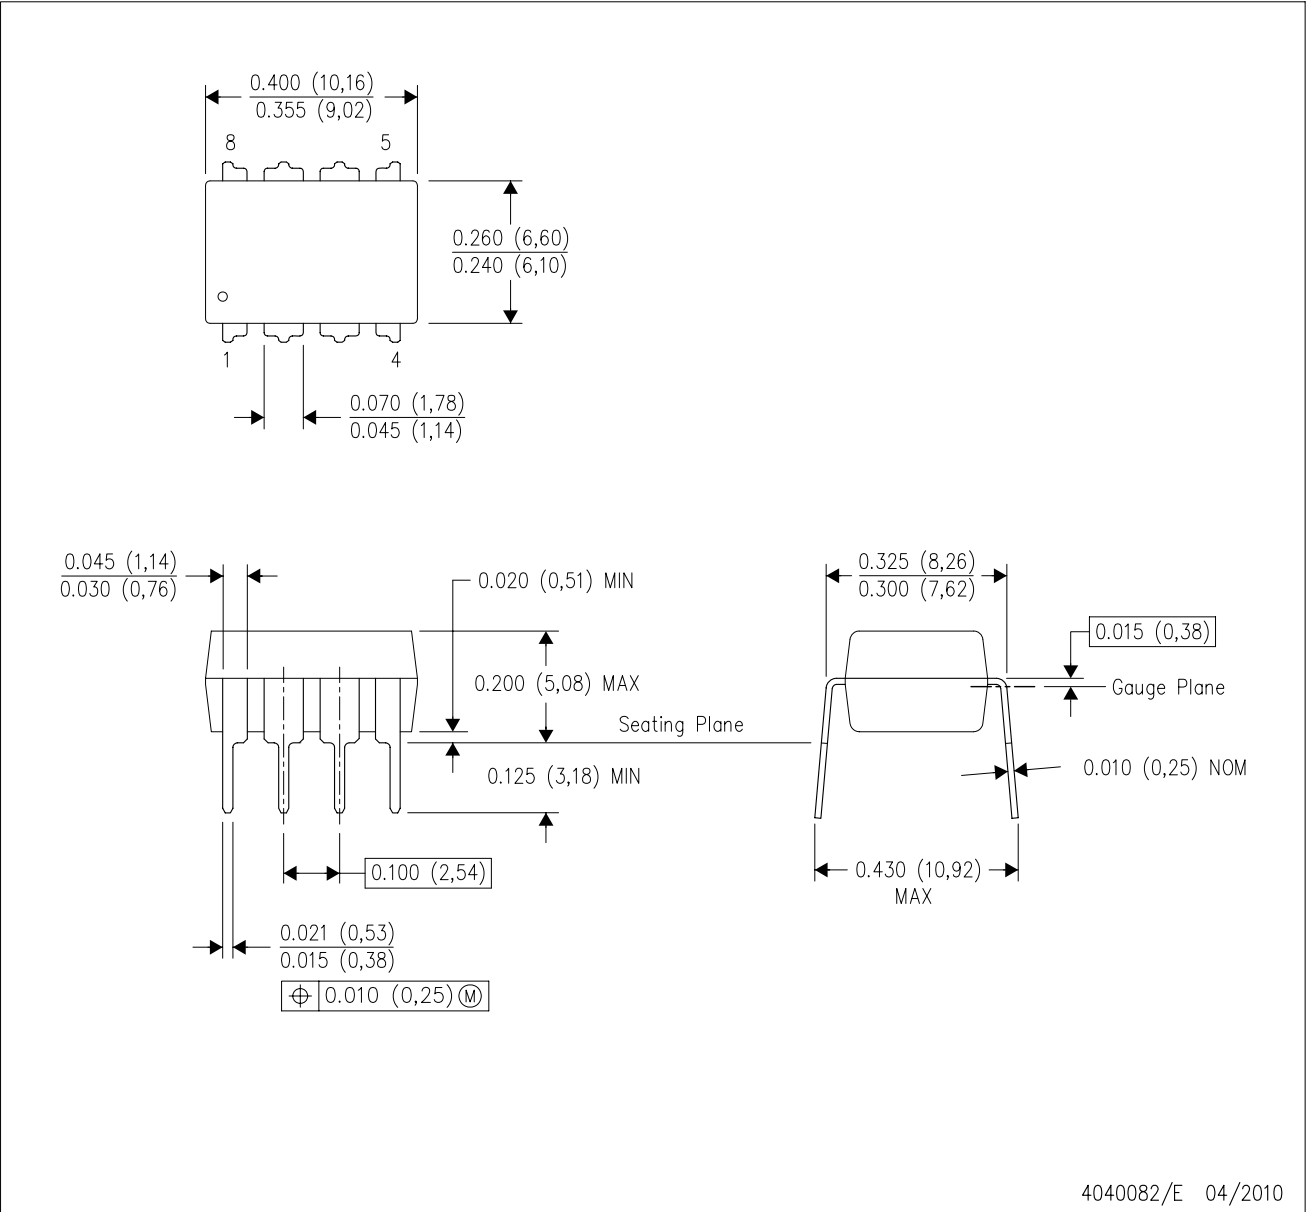 0.400 (10,16)
0.355 (9,02)
8 5
0.260 (6,60)
0.240 (6,10)
1 4
0.070 (1,78)
0.045 (1,14)
0.045 (1,14)
0.030 (0,76)
0.020 (0,51) MIN
0.325 (8,26)
0.300 (7,62)
0.015 (0,38)
0.200 (5,08) MAX
Gauge Plane
Seating Plane
0.125 (3,18) MIN
0.010 (0,25) NOM
0.100 (2,54)
0.430 (10,92)
MAX
0.021 (0,53)
0.015 (0,38)
⌖ 0.010 (0,25) Ⓜ
4040082/E 04/2010